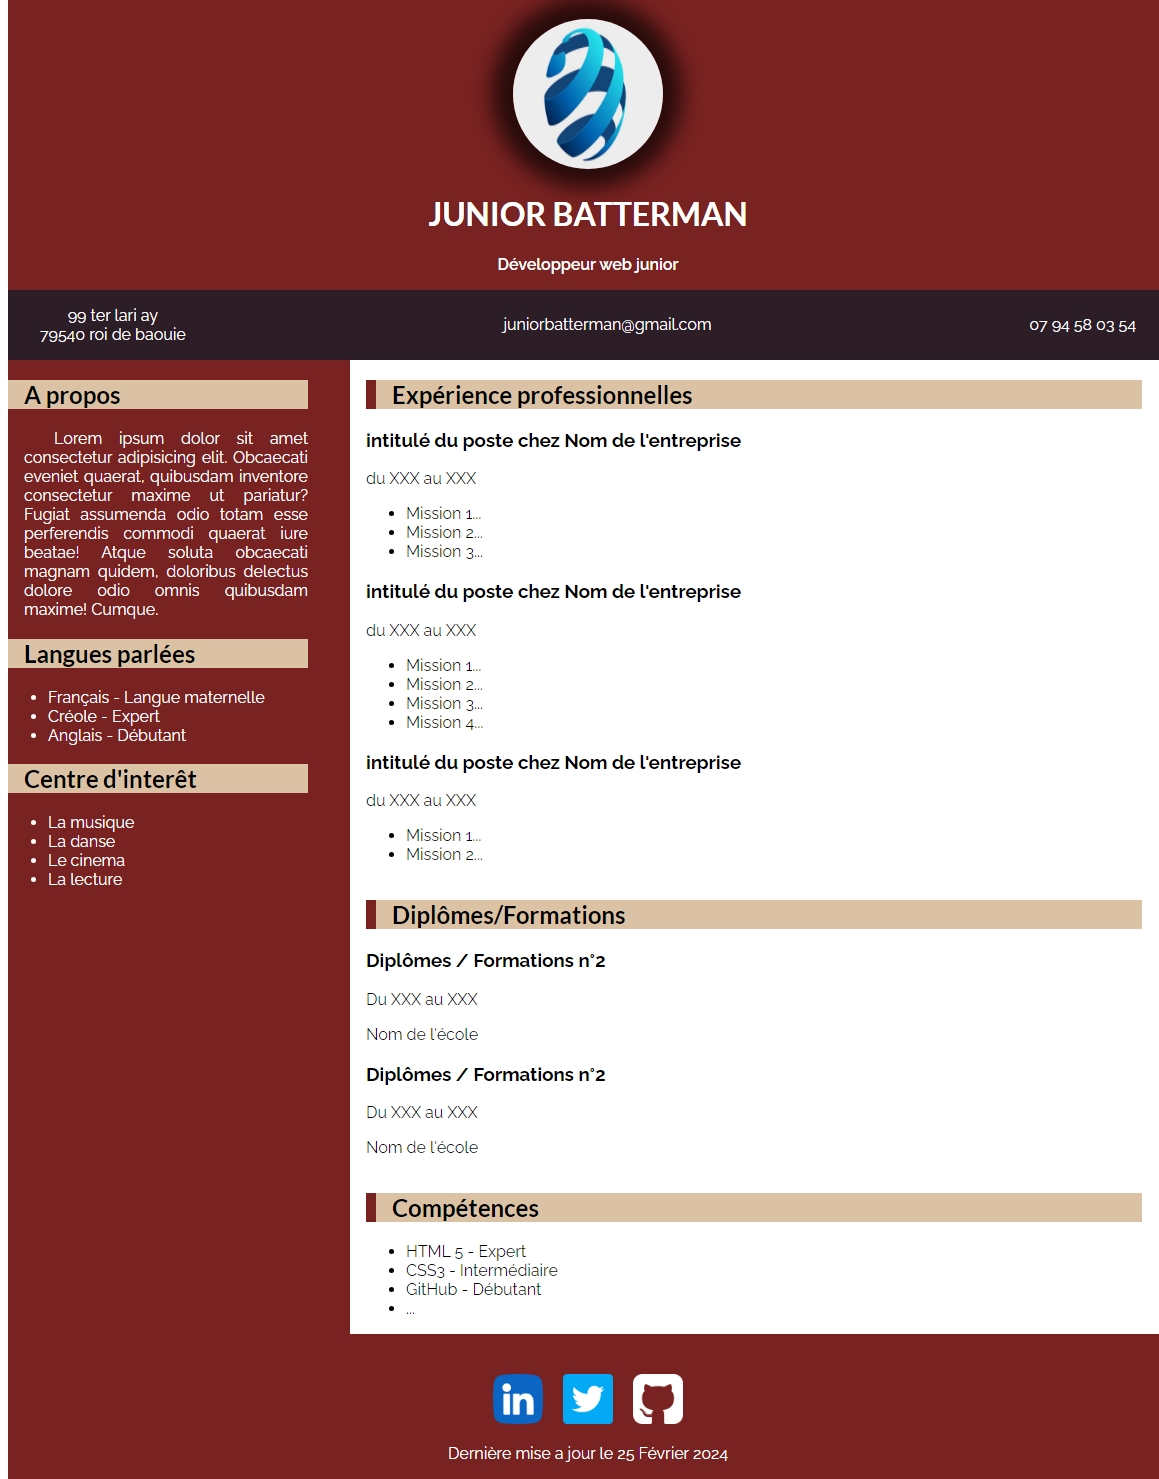 JUNIOR BATTERMAN
Développeur web junior
99 ter lari ay
79540 roi de baouie
juniorbatterman@gmail.com
07 94 58 03 54
A propos
Lorem ipsum dolor sit amet
consectetur adipisicing elit. Obcaecati
eveniet quaerat, quibusdam inventore
consectetur maxime ut pariatur?
Fugiat assumenda odio totam esse
perferendis commodi quaerat iure
beatae! Atque soluta obcaecati
magnam quidem, doloribus delectus
dolore odio omnis quibusdam
maxime! Cumque.
Langues parlées
Français - Langue maternelle
Créole - Expert
Anglais - Débutant
Centre d'interêt
La musique
La danse
Le cinema
La lecture
Expérience professionnelles
intitulé du poste chez Nom de l'entreprise
du XXX au XXX
Mission 1...
Mission 2...
Mission 3...
intitulé du poste chez Nom de l'entreprise
du XXX au XXX
Mission 1...
Mission 2...
Mission 3...
Mission 4...
intitulé du poste chez Nom de l'entreprise
du XXX au XXX
Mission 1...
Mission 2...
Diplômes/Formations
Diplômes / Formations n°2
Du XXX au XXX
Nom de l'école
Diplômes / Formations n°2
Du XXX au XXX
Nom de l'école
Compétences
HTML 5 - Expert
CSS3 - Intermédiaire
GitHub - Débutant
...
in
Dernière mise a jour le 25 Février 2024